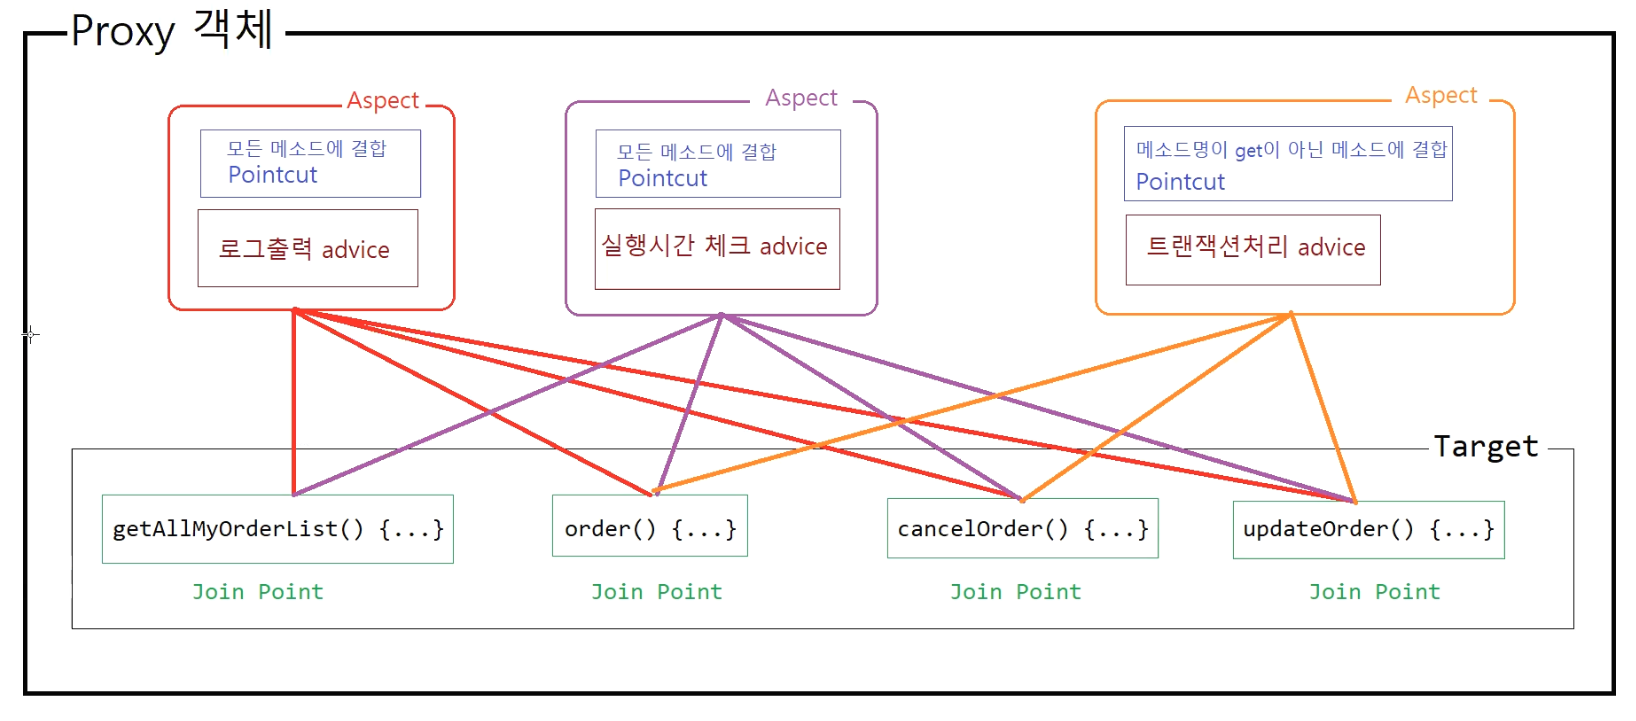 Proxy 객체
Aspect
모든 메소드에 결합
Pointcut
로그출력 advice
Aspect
모든 메소드에 결합
Pointcut
실행시간 체크 advice
Aspect
메소드명이 get이 아닌 메소드에 결합
Pointcut
트랜잭션처리 advice
Target
getAllMyOrderList() {...}
Join Point
order() {...}
Join Point
cancelOrder() {...}
Join Point
updateOrder() {...}
Join Point